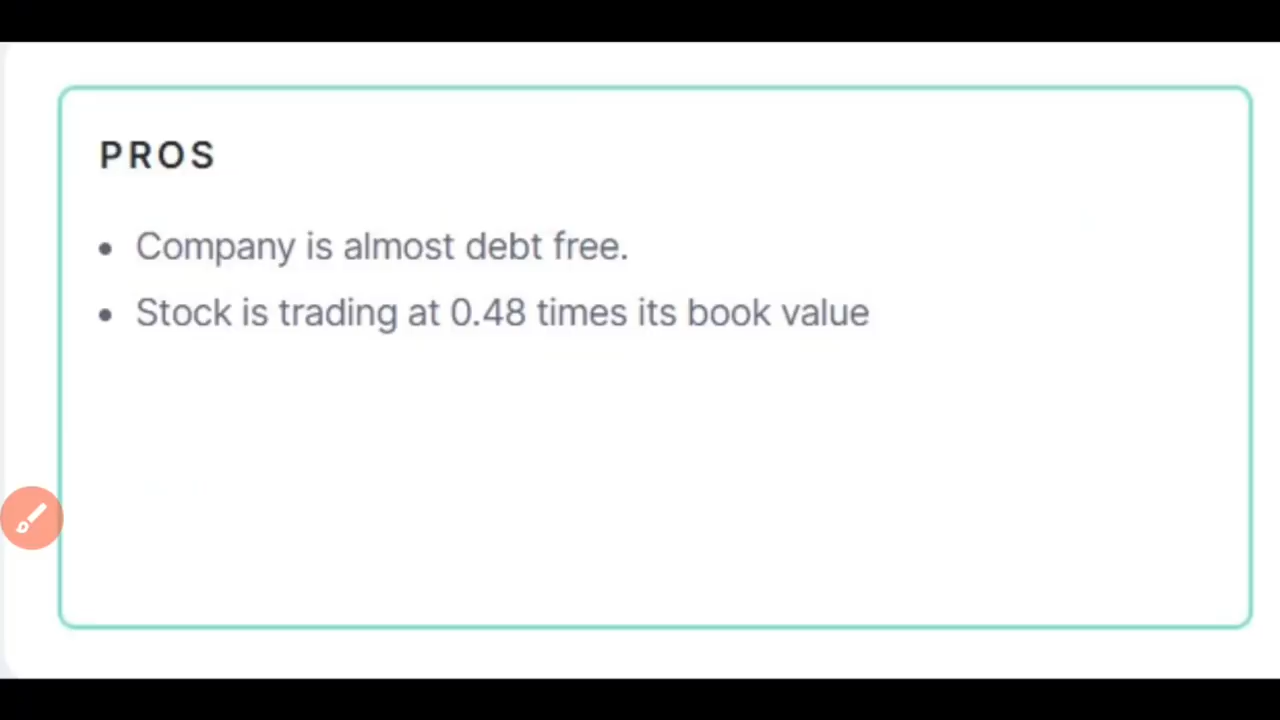 PROS
Company is almost debt free.
Stock is trading at 0.48 times its book value